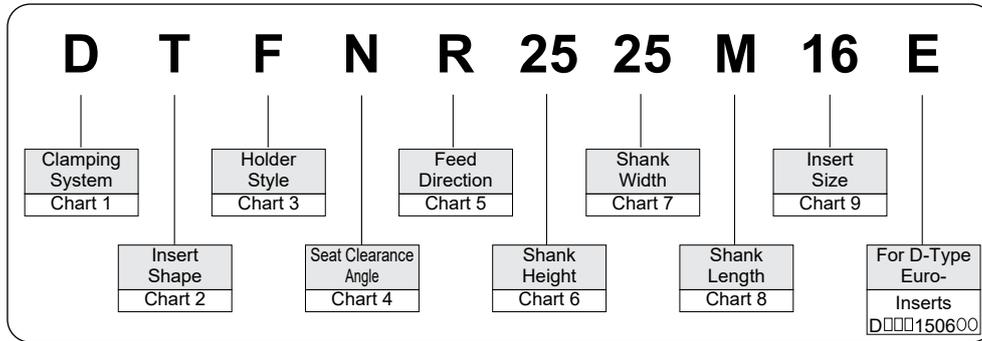 D T F N R 25 25 M 16 E
Clamping
System
Chart 1
Holder
Style
Chart 3
Feed
Direction
Chart 5
Shank
Width
Chart 7
Insert
Size
Chart 9
Insert
Shape
Chart 2
Seat Clearance
Angle
Chart 4
Shank
Height
Chart 6
Shank
Length
Chart 8
For D-Type
Euro-
Inserts
D□□□150600